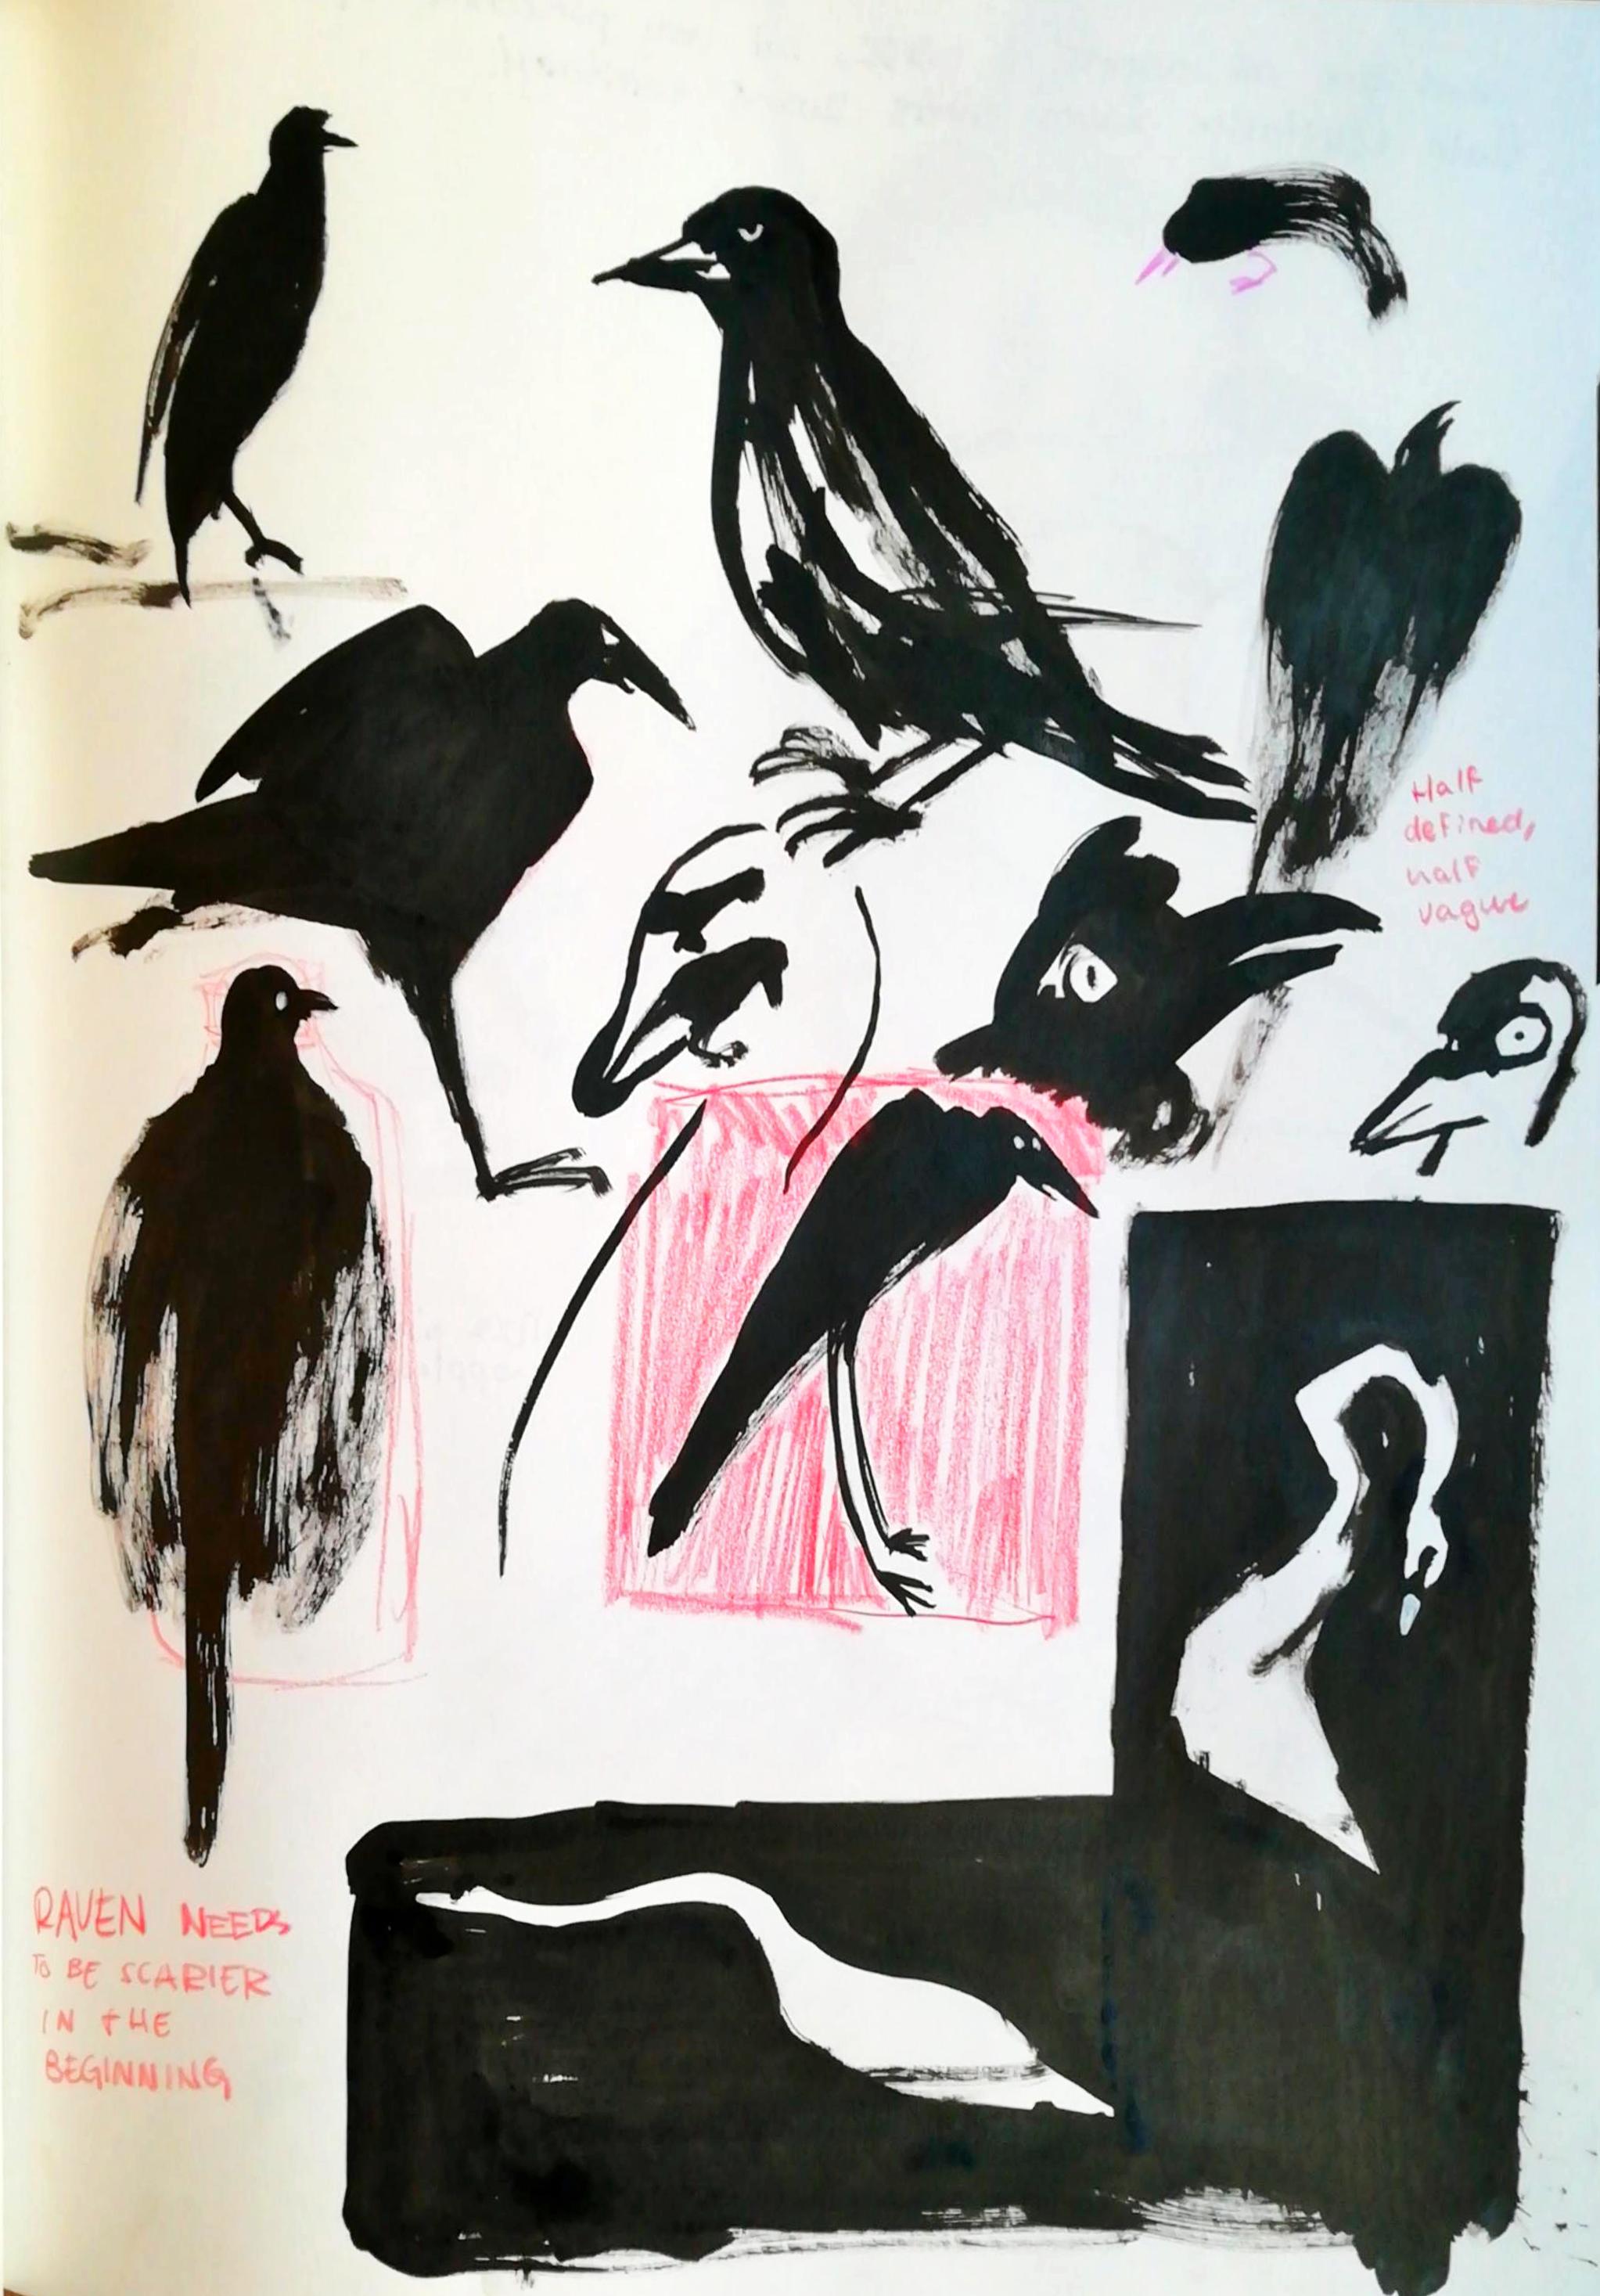 Half
defined,
half
vague
RAVEN NEEDS
TO BE SCARIER
IN THE
BEGINNING